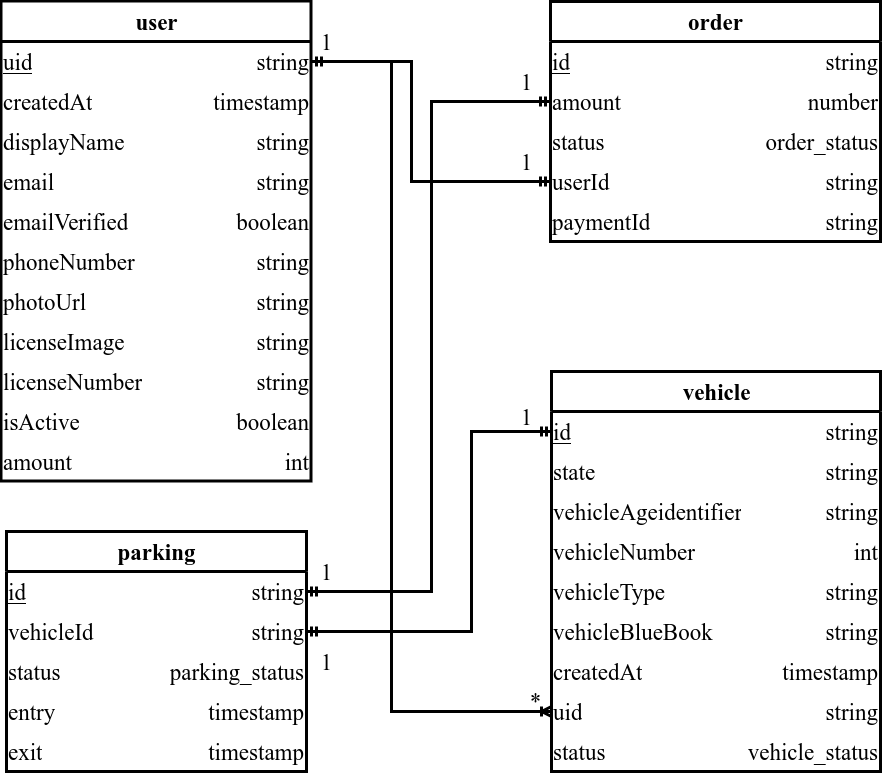 user
uid string
createdAt timestamp
displayName string
email string
emailVerified boolean
phoneNumber string
photoUrl string
licenseImage string
licenseNumber string
isActive boolean
amount int
1
order
id string
amount number
status order_status
userId string
paymentId string
1
1
parking
id string
vehicleId string
status parking_status
entry timestamp
exit timestamp
1
1
vehicle
id string
state string
vehicleAgeidentifier string
vehicleNumber int
vehicleType string
vehicleBlueBook string
createdAt timestamp
uid string
status vehicle_status
1
*